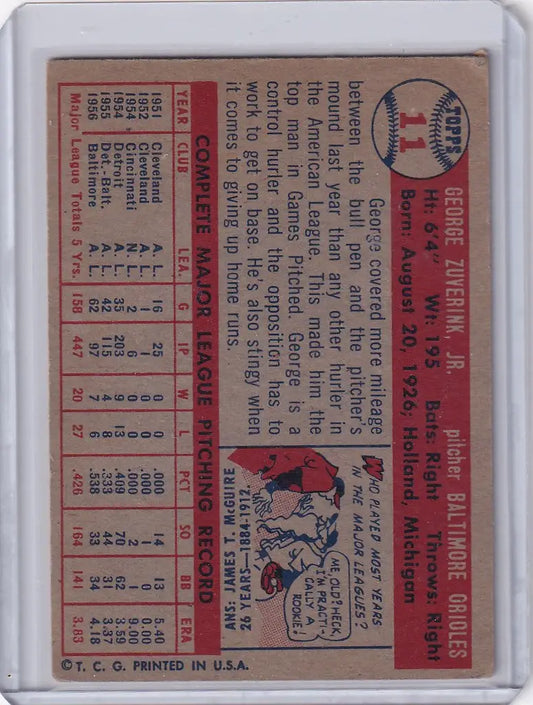 TOPPS
11
GEORGE ZUVERINK, JR. pitcher BALTIMORE ORIOLES
Ht: 6'4" Wt: 195 Bats: Right Throws: Right
Born: August 20, 1926; Holland, Michigan
George covered more mileage
between the bull pen and the pitcher's
mound last year than any other hurler in
the American League. This made him the
top man in Games Pitched. George is a
control hurler and the opposition has to
work to get on base. He's also stingy when
it comes to giving up home runs.
WHO PLAYED MOST YEARS
IN THE MAJOR LEAGUES?
ME, OLD? HECK,
I'M PRACTI-
CALLY A
ROOKIE!
ANS: JAMES T. McGUIRE
26 YEARS—1884-1912
COMPLETE MAJOR LEAGUE PITCHING RECORD
YEAR CLUB LEA. G IP W L PCT SO BB ERA
1951 Cleveland A. L. 16 25 0 0 .000 14 13 5.40
1952 Cleveland A. L. 1 1 0 0 .000 1 0 0.00
1954 Cincinnati N. L. 2 6 0 0 .000 2 1 9.00
1954 Detroit A. L. 35 203 9 13 .409 70 62 3.59
1955 Det.-Balt. A. L. 42 115 4 8 .333 44 31 3.91
1956 Baltimore A. L. 62 97 7 6 .538 33 34 4.18
Major League Totals 5 Yrs. 158 447 20 27 .426 164 141 3.83
© T. C. G. PRINTED IN U.S.A.